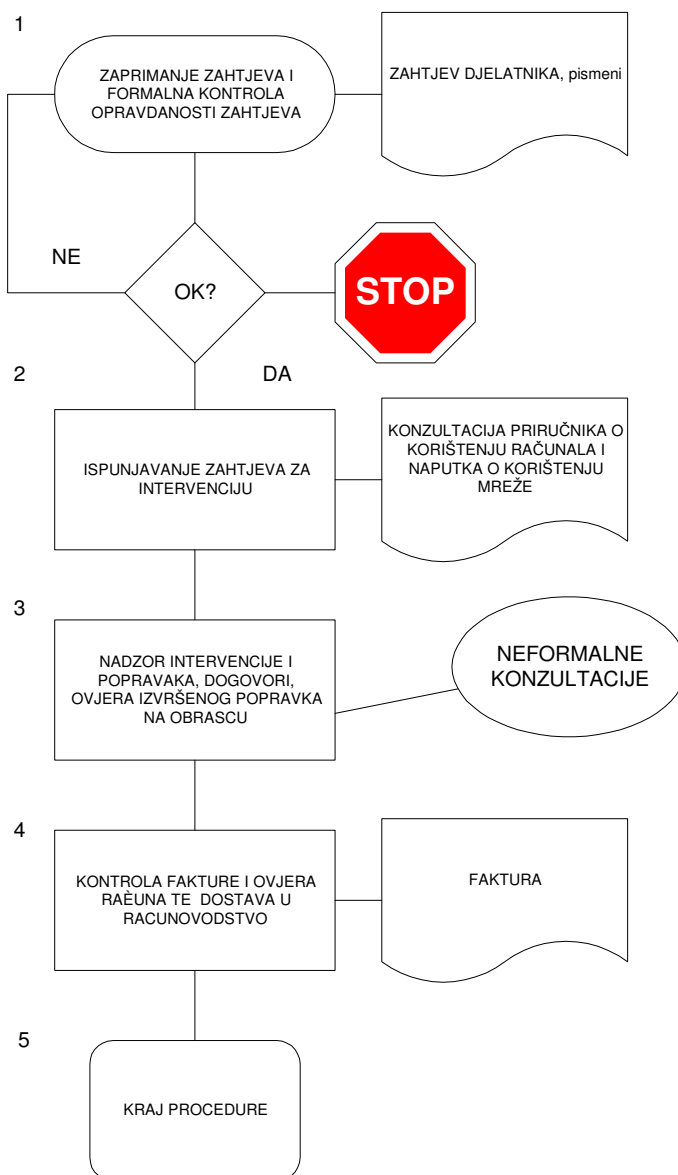 1
ZAPRIMANJE ZAHTJEVA I
FORMALNA KONTROLA
OPRAVDANOSTI ZAHTJEVA
ZAHTJEV DJELATNIKA, pismeni
NE
OK?
STOP
DA
2
ISPUNJAVANJE ZAHTJEVA ZA
INTERVENCIJU
KONZULTACIJA PRIRUČNIKA O
KORIŠTENJU RAČUNALA I
NAPUTKA O KORIŠTENJU
MREŽE
3
NADZOR INTERVENCIJE I
POPRAVAKA, DOGOVORI,
OVJERA IZVRŠENOG POPRAVKA
NA OBRASCU
NEFORMALNE
KONZULTACIJE
4
KONTROLA FAKTURE I OVJERA
RAÈUNA TE DOSTAVA U
RACUNOVODSTVO
FAKTURA
5
KRAJ PROCEDURE